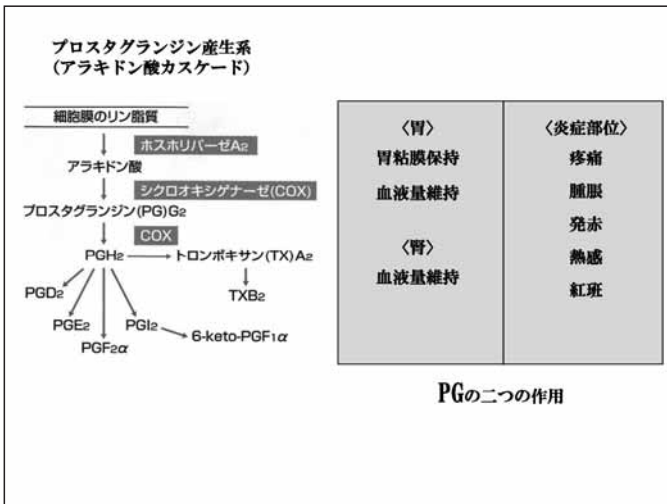 プロスタグランジン産生系
(アラキドン酸カスケード)
細胞膜のリン脂質
ホスホリパーゼA2
アラキドン酸
シクロオキシゲナーゼ(COX)
プロスタグランジン(PG)G2
COX
PGH2
トロンボキサン(TX)A2
PGD2
TXB2
PGE2
PGI2
6-keto-PGF1α
PGF2α
〈胃〉
胃粘膜保持
血液量維持
〈腎〉
血液量維持
〈炎症部位〉
疼痛
腫脹
発赤
熱感
紅斑
PGの二つの作用